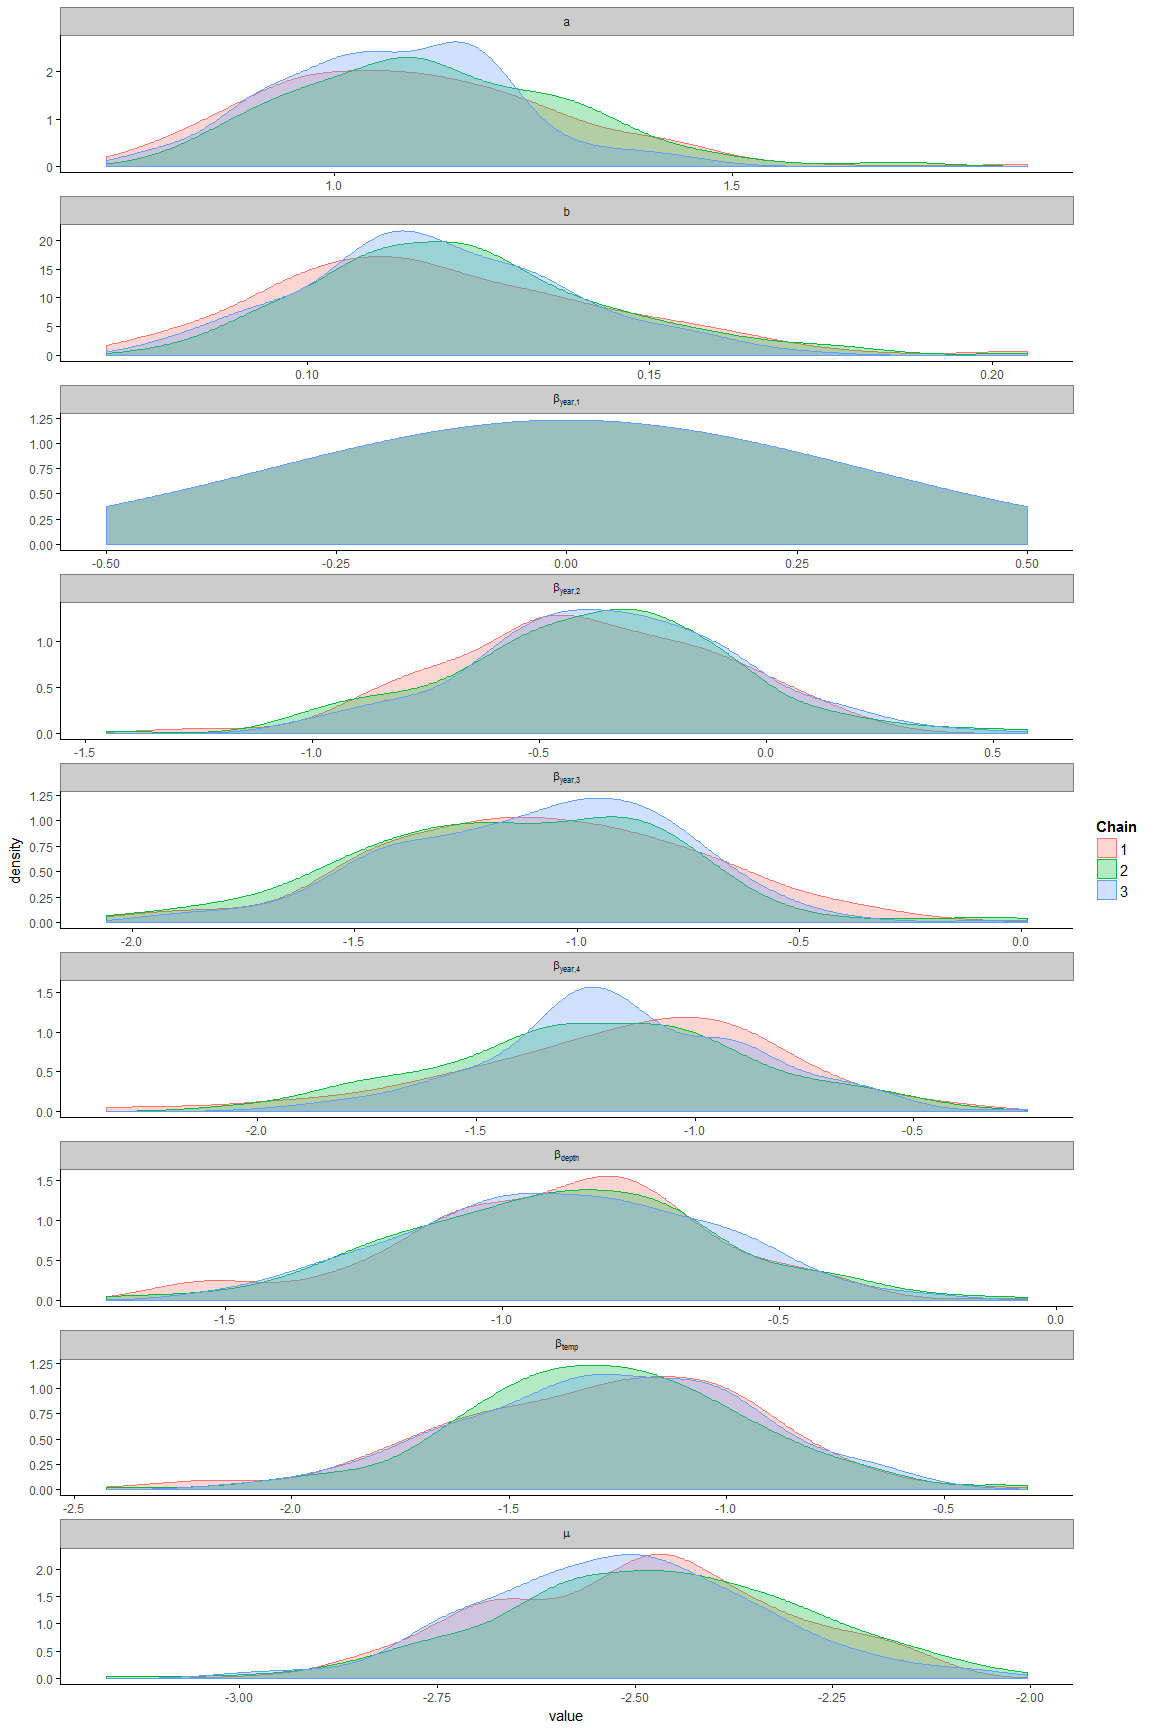 a
2
1
0
1.0 1.5
b
20
15
10
5
0
0.10 0.15 0.20
βyear,1
1.25
1.00
0.75
0.50
0.25
0.00
-0.50 -0.25 0.00 0.25 0.50
βyear,2
1.0
0.5
0.0
-1.5 -1.0 -0.5 0.0 0.5
βyear,3
1.25
1.00
0.75
0.50
0.25
0.00
-2.0 -1.5 -1.0 -0.5 0.0
density
Chain
1
2
3
βyear,4
1.5
1.0
0.5
0.0
-2.0 -1.5 -1.0 -0.5
βdepth
1.5
1.0
0.5
0.0
-1.5 -1.0 -0.5 0.0
βtemp
1.25
1.00
0.75
0.50
0.25
0.00
-2.5 -2.0 -1.5 -1.0 -0.5
μ
2.0
1.5
1.0
0.5
0.0
-3.00 -2.75 -2.50 -2.25 -2.00
value